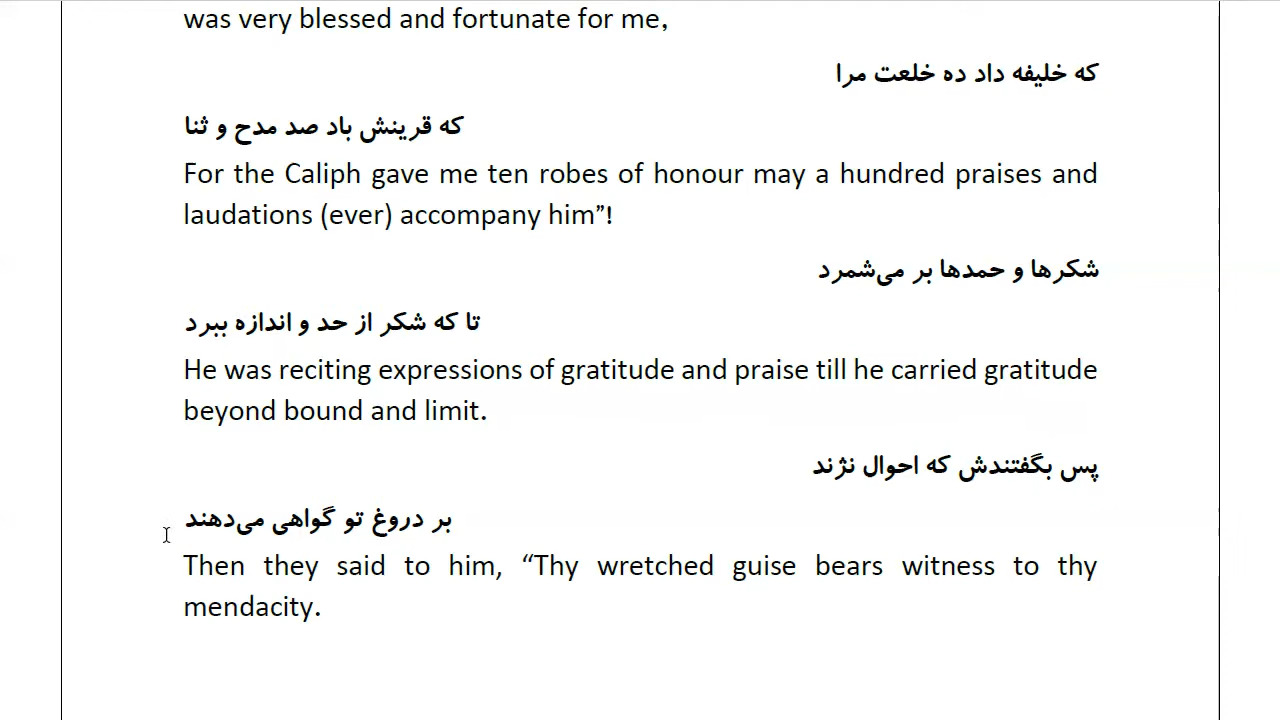 was very blessed and fortunate for me,
که خلیفه داد ده خلعت مرا
که قرینش باد صد مدح و ثنا
For the Caliph gave me ten robes of honour may a hundred praises and
laudations (ever) accompany him”!
شکرها و حمدها بر می‌شمرد
تا که شکر از حد و اندازه ببرد
He was reciting expressions of gratitude and praise till he carried gratitude
beyond bound and limit.
پس بگفتندش که احوال نژند
بر دروغ تو گواهی می‌دهند
Then they said to him, “Thy wretched guise bears witness to thy
mendacity.